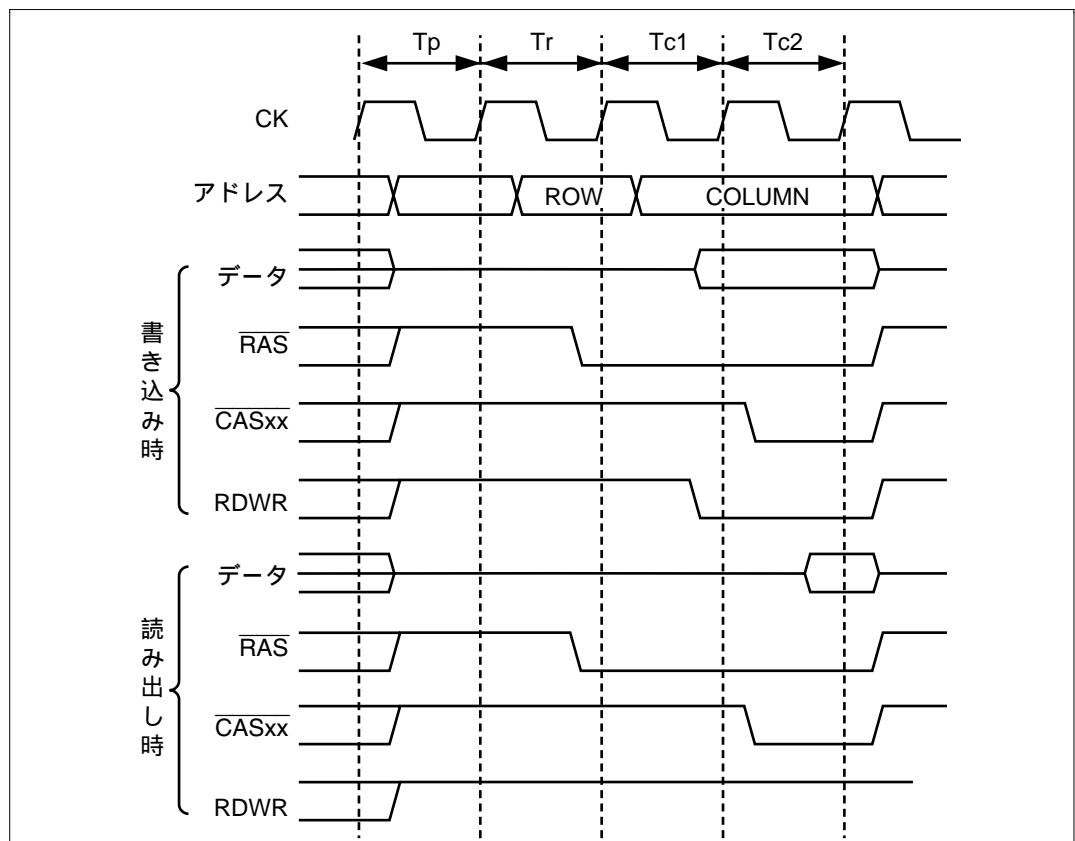 Tp Tr Tc1 Tc2
CK
アドレス ROW COLUMN
書き込み時
データ
RAS
CASxx
RDWR
読み出し時
データ
RAS
CASxx
RDWR